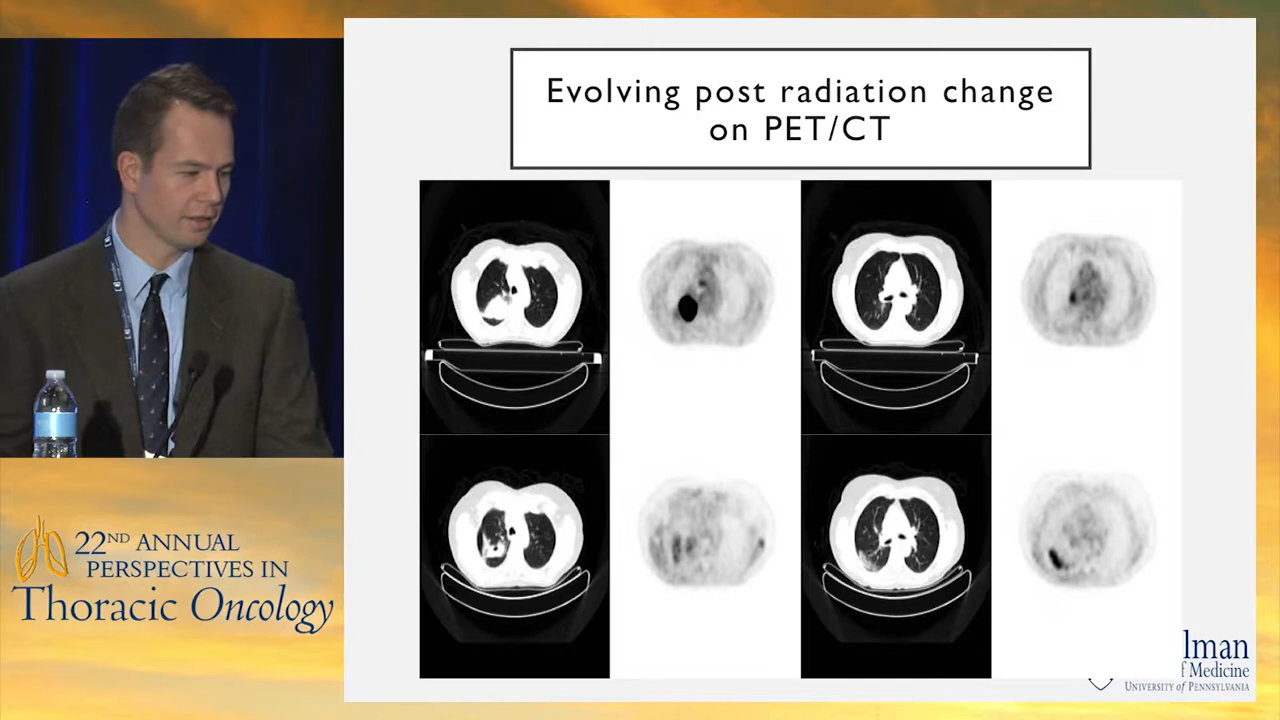 Evolving post radiation change
on PET/CT
22ND ANNUAL
PERSPECTIVES IN
Thoracic Oncology
lman
f Medicine
UNIVERSITY of PENNSYLVANIA